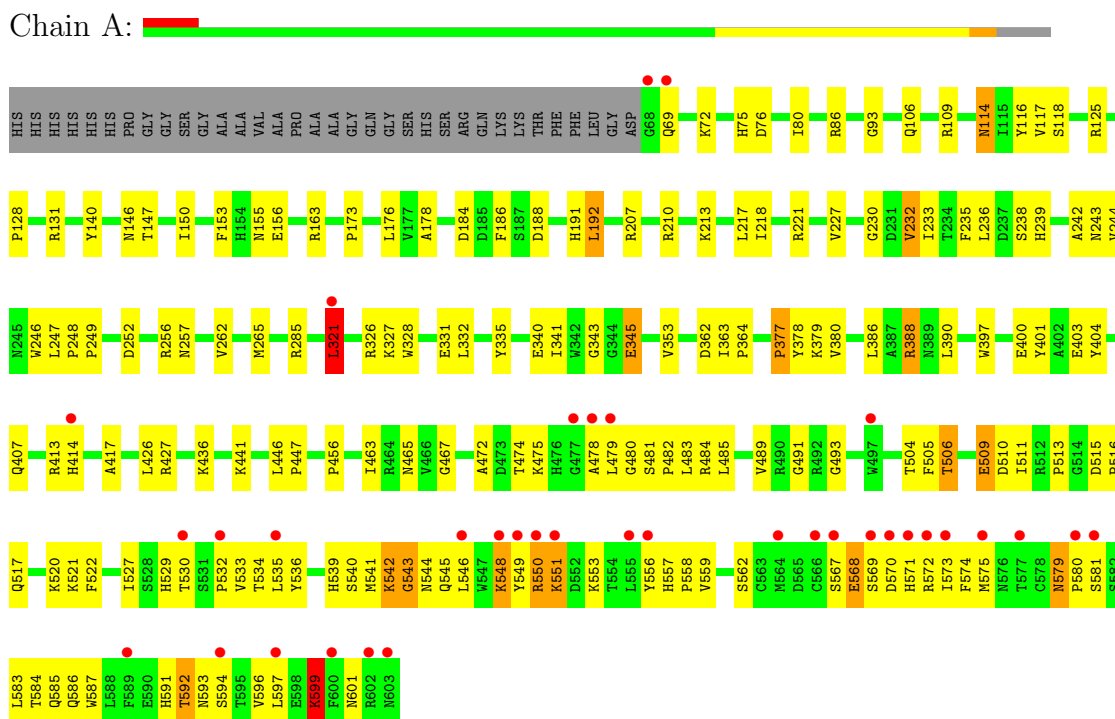 Chain A:
HIS HIS HIS HIS HIS HIS PRO GLY GLY SER GLY ALA ALA VAL ALA PRO ALA ALA GLY GLN GLY SER HIS SER ARG GLN LYS LYS THR PHE PHE LEU GLY ASP G68 Q69 K72 H75 D76 I80 R86 G93 Q106 R109 N114 I115 Y116 V117 S118 R125
P128 R131 Y140 N146 T147 I150 F153 H154 N155 E156 R163 P173 L176 V177 A178 D184 D185 F186 S187 D188 H191 L192 R207 R210 K213 L217 I218 R221 V227 G230 D231 V232 I233 T234 F235 L236 D237 S238 H239 A242 N243 V244
N245 W246 L247 P248 P249 D252 R256 N257 V262 M265 R285 L321 R326 K327 W328 E331 L332 Y335 E340 I341 W342 G343 G344 E345 V353 D362 I363 P364 P377 Y378 K379 V380 L386 A387 R388 N389 L390 W397 E400 Y401 A402 E403 Y404
Q407 R413 H414 A417 L426 R427 K436 K441 L446 P447 P456 I463 R464 N465 V466 G467 A472 D473 T474 K475 H476 G477 A478 L479 G480 S481 P482 L483 R484 L485 V489 R490 G491 R492 G493 W497 T504 F505 T506 E509 D510 I511 R512 P513 G514 D515
Q517 K520 K521 F522 I527 S528 H529 T530 S531 P532 V533 T534 L535 Y536 H539 S540 M541 K542 G543 N544 Q545 L546 W547 K548 Y549 R550 K551 D552 K553 T554 L555 Y556 H557 P558 V559 S562 C563 M564 D565 C566 S567 E568 S569 D570 H571 R572 I573 F574 M575 N576 T577 C578 N579 P580 S581 S582
L583 T584 Q585 Q586 W587 L588 F589 E590 H591 T592 N593 S594 T595 V596 L597 E598 K599 F600 N601 R602 N603